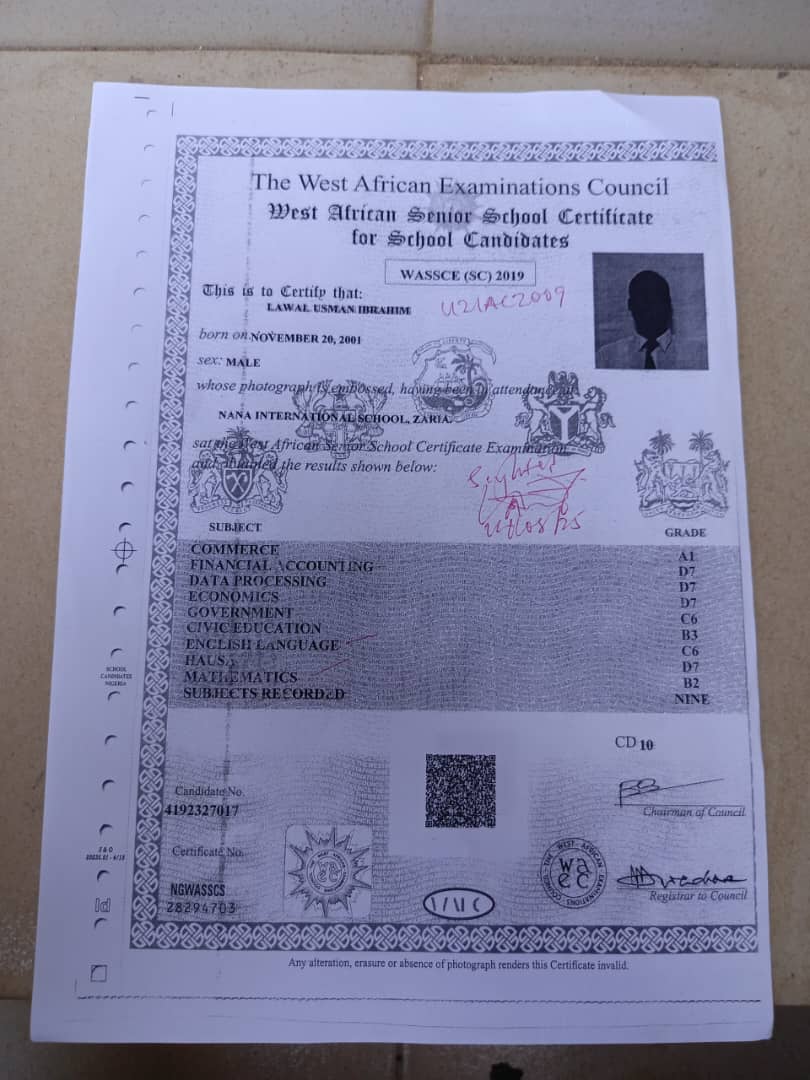 The West African Examinations Council
West African Senior School Certificate
for School Candidates
WASSCE (SC) 2019
This is to Certify that:
LAWAL USMAN IBRAHIM
U21AC2009
born on NOVEMBER 20, 2001
sex: MALE
whose photograph is embossed, having been in attendance at
NANA INTERNATIONAL SCHOOL, ZARIA.
sat the West African Senior School Certificate Examination
and obtained the results shown below:
SUBJECT GRADE
COMMERCE A1
FINANCIAL ACCOUNTING D7
DATA PROCESSING D7
ECONOMICS D7
GOVERNMENT C6
CIVIC EDUCATION B3
ENGLISH LANGUAGE C6
HAUSA D7
MATHEMATICS B2
SUBJECTS RECORDED NINE
SCHOOL
CANDIDATES
NIGERIA
CD 10
Candidate No.
4192327017
Chairman of Council
Certificate No.
NGWASSCS
28294703
Registrar to Council
Any alteration, erasure or absence of photograph renders this Certificate invalid.